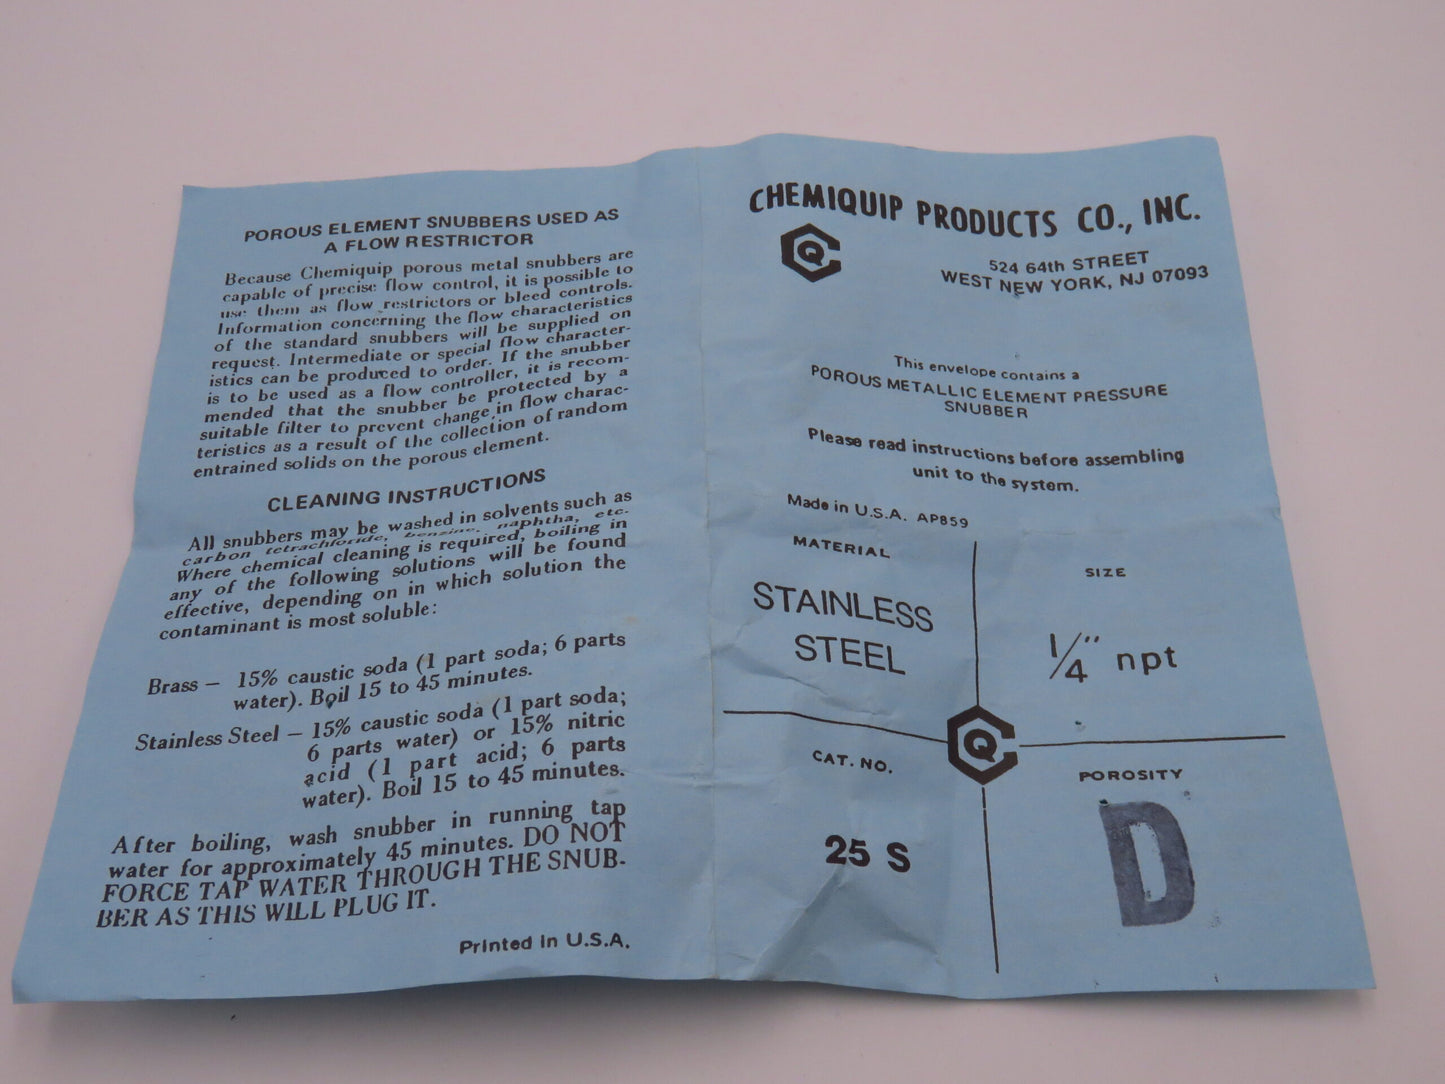 POROUS ELEMENT SNUBBERS USED AS
A FLOW RESTRICTOR
Because Chemiquip porous metal snubbers are
capable of precise flow control, it is possible to
use them as flow restrictors or bleed controls.
Information concerning the flow characteristics
of the standard snubbers will be supplied on
request. Intermediate or special flow character-
istics can be produced to order. If the snubber
is to be used as a flow controller, it is recom-
mended that the snubber be protected by a
suitable filter to prevent change in flow charac-
teristics as a result of the collection of random
entrained solids on the porous element.
CLEANING INSTRUCTIONS
All snubbers may be washed in solvents such as
carbon tetrachloride, benzine, naphtha, etc.
Where chemical cleaning is required, boiling in
any of the following solutions will be found
effective, depending on in which solution the
contaminant is most soluble:
Brass — 15% caustic soda (1 part soda; 6 parts
water). Boil 15 to 45 minutes.
Stainless Steel — 15% caustic soda (1 part soda;
6 parts water) or 15% nitric
acid (1 part acid; 6 parts
water). Boil 15 to 45 minutes.
After boiling, wash snubber in running tap
water for approximately 45 minutes. DO NOT
FORCE TAP WATER THROUGH THE SNUB-
BER AS THIS WILL PLUG IT.
Printed in U.S.A.
CHEMIQUIP PRODUCTS CO., INC.
Q
524 64th STREET
WEST NEW YORK, NJ 07093
This envelope contains a
POROUS METALLIC ELEMENT PRESSURE
SNUBBER
Please read instructions before assembling
unit to the system.
Made in U.S.A. AP859
MATERIAL
STAINLESS
STEEL
SIZE
1/4" npt
Q
CAT. NO.
25 S
POROSITY
D